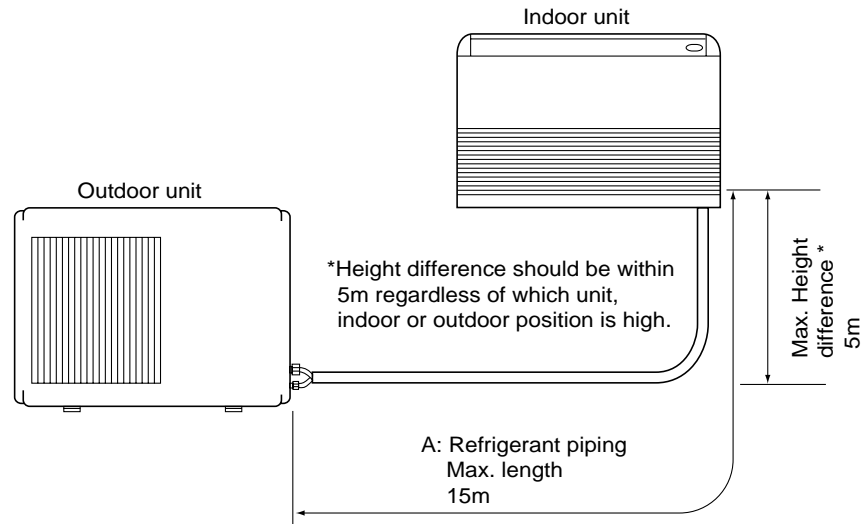 Indoor unit
Outdoor unit
*Height difference should be within
5m regardless of which unit,
indoor or outdoor position is high.
Max. Height
difference *
5m
A: Refrigerant piping
Max. length
15m